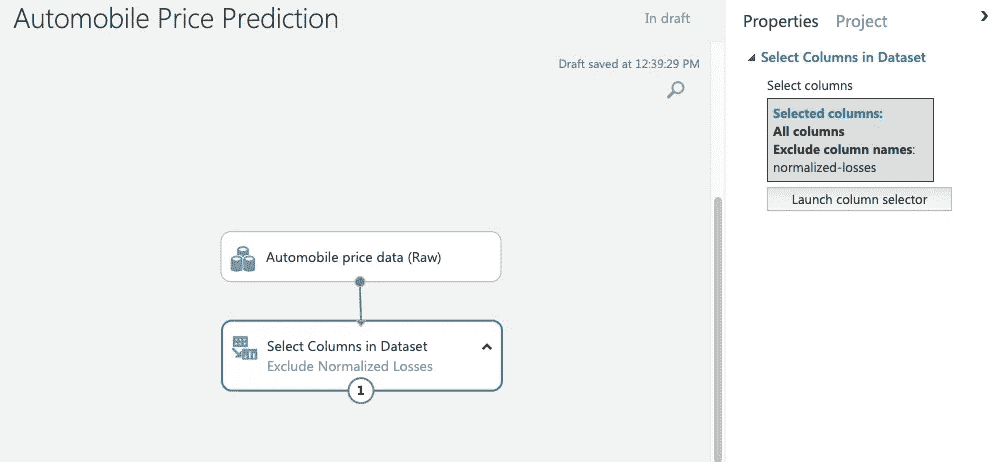 Automobile Price Prediction
In draft
Draft saved at 12:39:29 PM
Automobile price data (Raw)
Select Columns in Dataset
Exclude Normalized Losses
1
Properties Project
Select Columns in Dataset
Select columns
Selected columns:
All columns
Exclude column names:
normalized-losses
Launch column selector